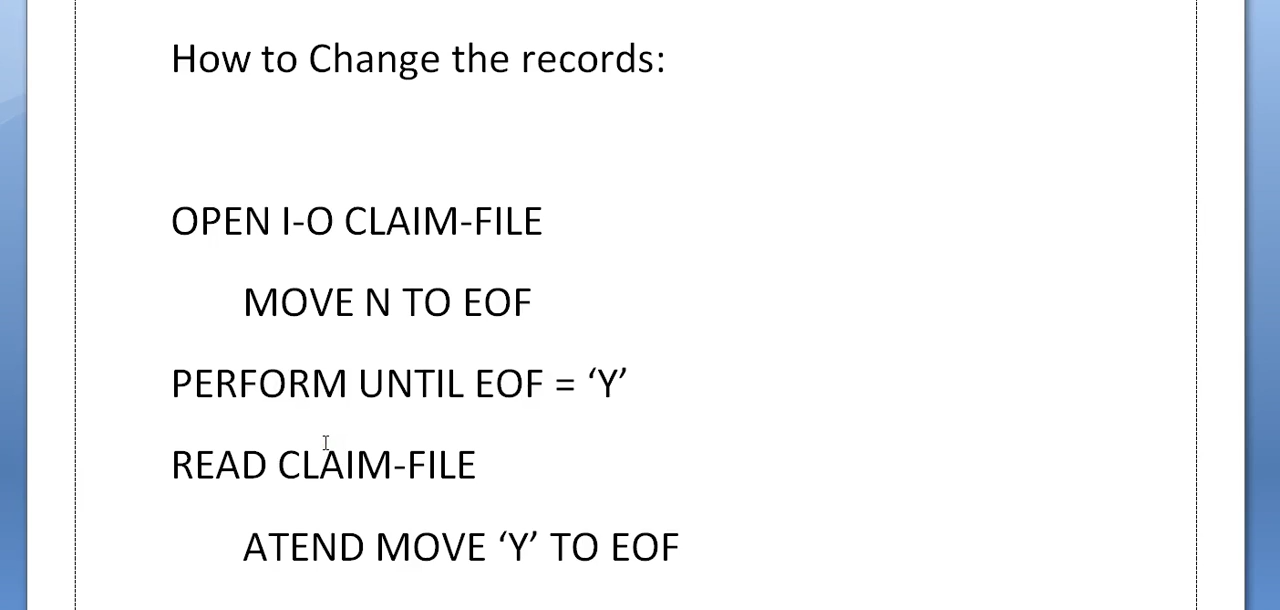 How to Change the records:
OPEN I-O CLAIM-FILE
MOVE N TO EOF
PERFORM UNTIL EOF = ‘Y’
READ CLAIM-FILE
ATEND MOVE ‘Y’ TO EOF